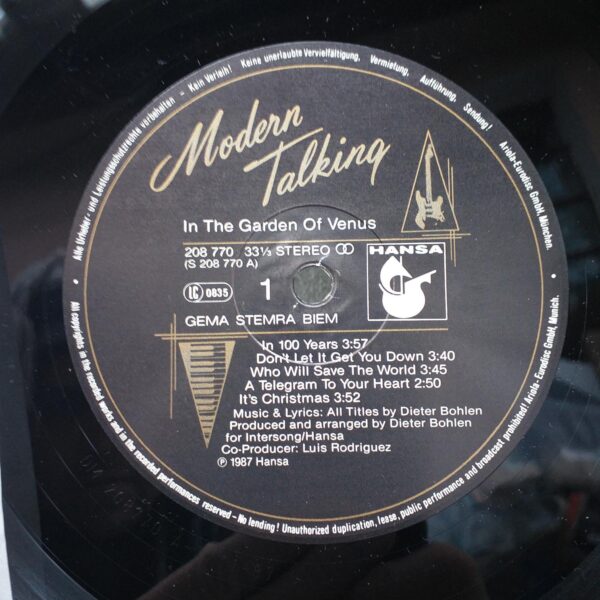 Alle Urheber- und Leistungsschutzrechte vorbehalten – Kein Verleih! Keine unerlaubte Vervielfältigung, Vermietung, Aufführung, Sendung! Ariola-Eurodisc GmbH, München.
Modern
Talking
In The Garden Of Venus
208 770 33⅓ STEREO
(S 208 770 A)
HANSA
LC 0835
1
GEMA STEMRA BIEM
In 100 Years 3:57
Don't Let It Get You Down 3:40
Who Will Save The World 3:45
A Telegram To Your Heart 2:50
It's Christmas 3:52
Music & Lyrics: All Titles by Dieter Bohlen
Produced and arranged by Dieter Bohlen
for Intersong/Hansa
Co-Producer: Luis Rodriguez
℗ 1987 Hansa
All copyrights in the recorded works and in the recorded performances reserved – No lending! Unauthorized duplication, lease, public performance and broadcast prohibited! Ariola-Eurodisc GmbH, Munich.